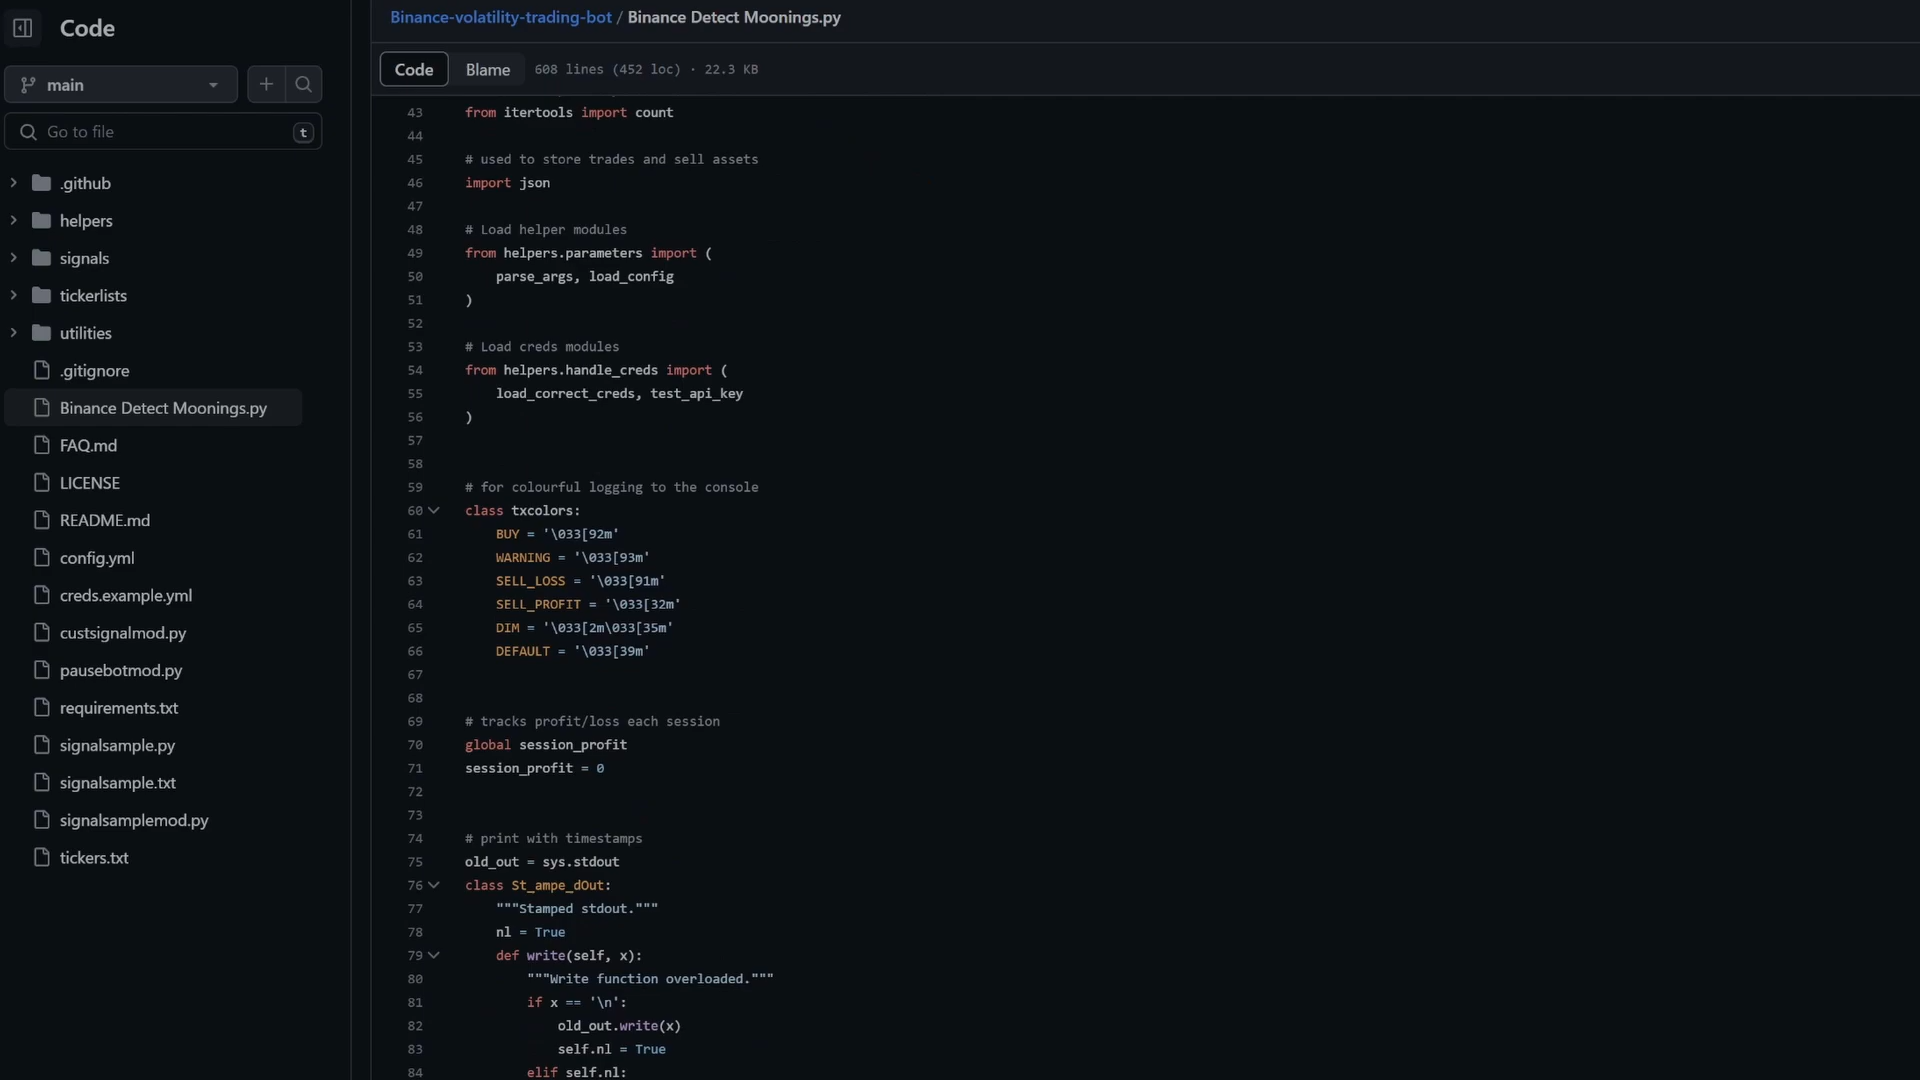 Code
main
Go to file
t
.github
helpers
signals
tickerlists
utilities
.gitignore
Binance Detect Moonings.py
FAQ.md
LICENSE
README.md
config.yml
creds.example.yml
custsignalmod.py
pausebotmod.py
requirements.txt
signalsample.py
signalsample.txt
signalsamplemod.py
tickers.txt
Binance-volatility-trading-bot / Binance Detect Moonings.py
Code Blame 608 lines (452 loc) · 22.3 KB
43 from itertools import count
44
45 # used to store trades and sell assets
46 import json
47
48 # Load helper modules
49 from helpers.parameters import (
50 parse_args, load_config
51 )
52
53 # Load creds modules
54 from helpers.handle_creds import (
55 load_correct_creds, test_api_key
56 )
57
58
59 # for colourful logging to the console
60 class txcolors:
61 BUY = '\033[92m'
62 WARNING = '\033[93m'
63 SELL_LOSS = '\033[91m'
64 SELL_PROFIT = '\033[32m'
65 DIM = '\033[2m\033[35m'
66 DEFAULT = '\033[39m'
67
68
69 # tracks profit/loss each session
70 global session_profit
71 session_profit = 0
72
73
74 # print with timestamps
75 old_out = sys.stdout
76 class St_ampe_dOut:
77 """Stamped stdout."""
78 nl = True
79 def write(self, x):
80 """Write function overloaded."""
81 if x == '\n':
82 old_out.write(x)
83 self.nl = True
84 elif self.nl: